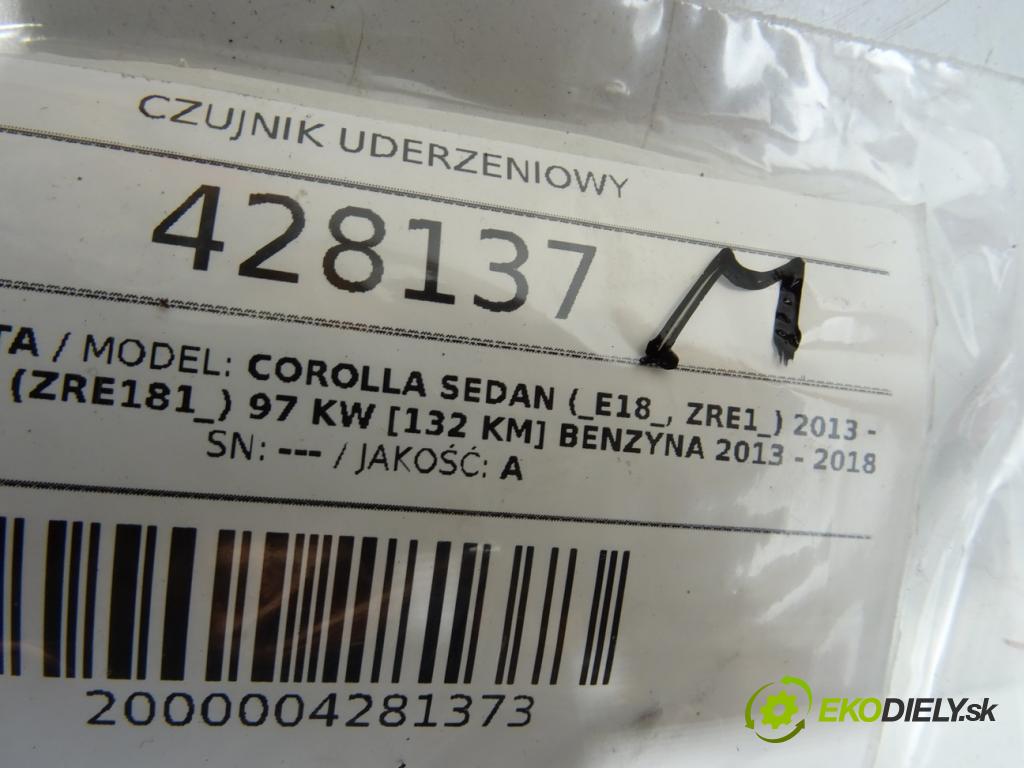 CZUJNIK UDERZENIOWY
428137 M
TA / MODEL: COROLLA SEDAN (_E18_, ZRE1_) 2013 -
(ZRE181_) 97 KW [132 KM] BENZYNA 2013 - 2018
SN: --- / JAKOŚĆ: A
2000004281373
EKODIELY.sk